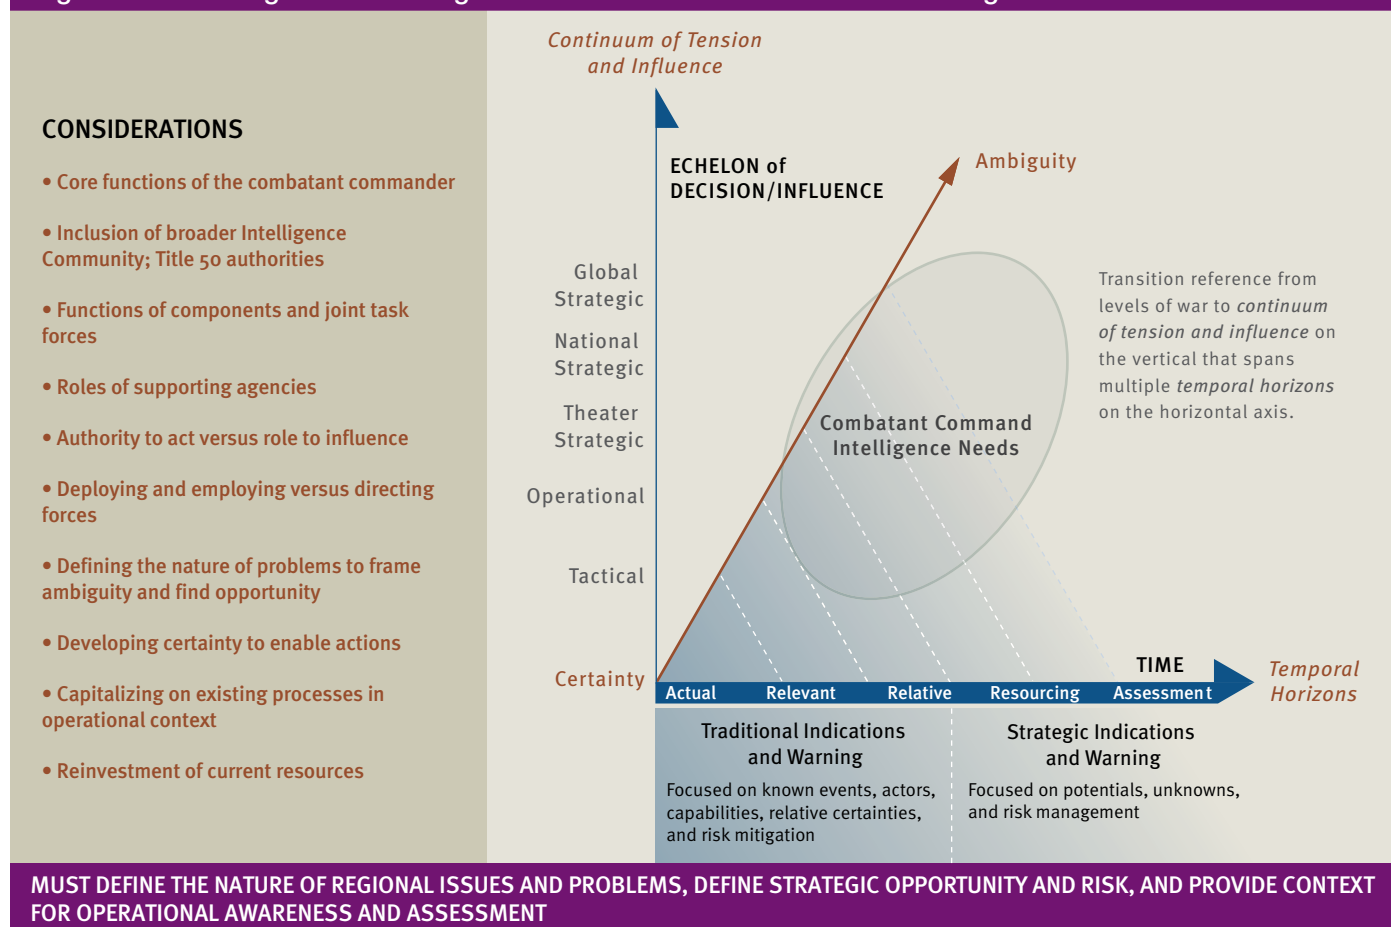 CONSIDERATIONS
• Core functions of the combatant commander
• Inclusion of broader Intelligence
Community; Title 50 authorities
• Functions of components and joint task
forces
• Roles of supporting agencies
• Authority to act versus role to influence
• Deploying and employing versus directing
forces
• Defining the nature of problems to frame
ambiguity and find opportunity
• Developing certainty to enable actions
• Capitalizing on existing processes in
operational context
• Reinvestment of current resources
Continuum of Tension
and Influence
ECHELON of
DECISION/INFLUENCE
Ambiguity
Global
Strategic
National
Strategic
Theater
Strategic
Operational
Tactical
Certainty
Combatant Command
Intelligence Needs
Transition reference from
levels of war to continuum
of tension and influence on
the vertical that spans
multiple temporal horizons
on the horizontal axis.
TIME
Temporal
Horizons
Actual Relevant Relative Resourcing Assessment
Traditional Indications
and Warning
Focused on known events, actors,
capabilities, relative certainties,
and risk mitigation
Strategic Indications
and Warning
Focused on potentials, unknowns,
and risk management
MUST DEFINE THE NATURE OF REGIONAL ISSUES AND PROBLEMS, DEFINE STRATEGIC OPPORTUNITY AND RISK, AND PROVIDE CONTEXT
FOR OPERATIONAL AWARENESS AND ASSESSMENT